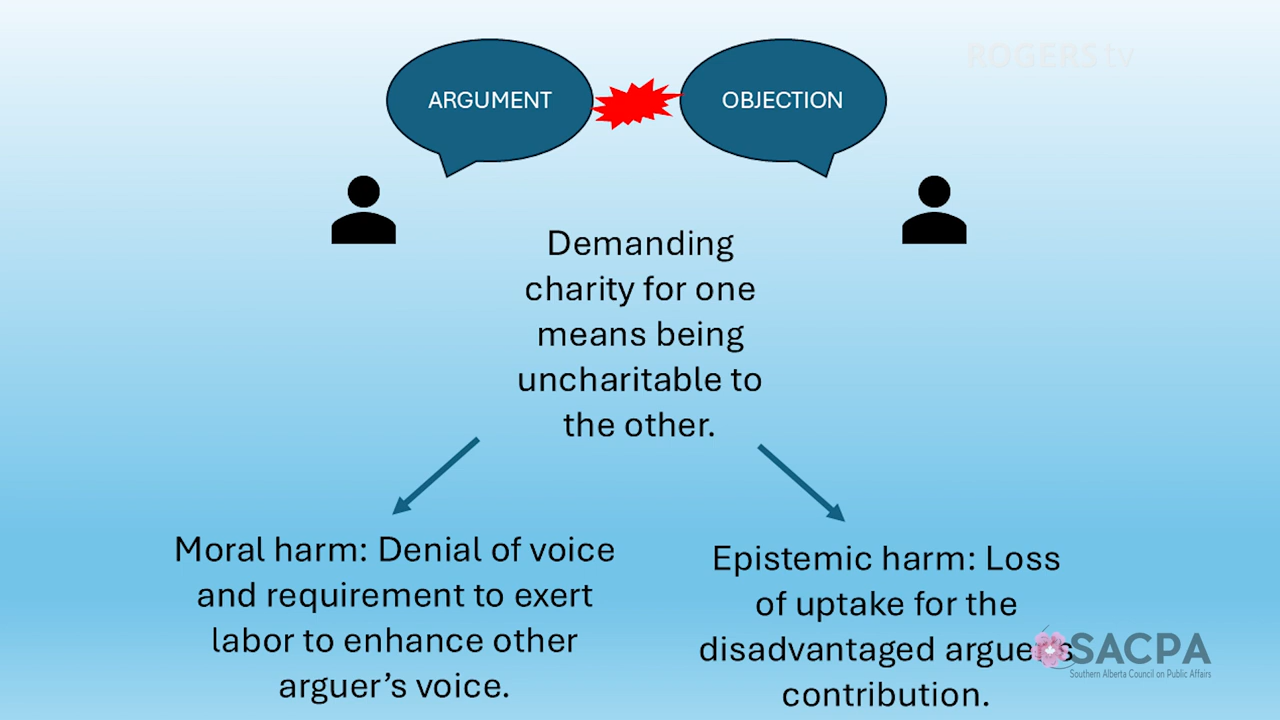 ROGERS tv
ARGUMENT
OBJECTION
Demanding
charity for one
means being
uncharitable to
the other.
Moral harm: Denial of voice
and requirement to exert
labor to enhance other
arguer’s voice.
Epistemic harm: Loss
of uptake for the
disadvantaged arguer’s
contribution.
SACPA
Southern Alberta Council on Public Affairs